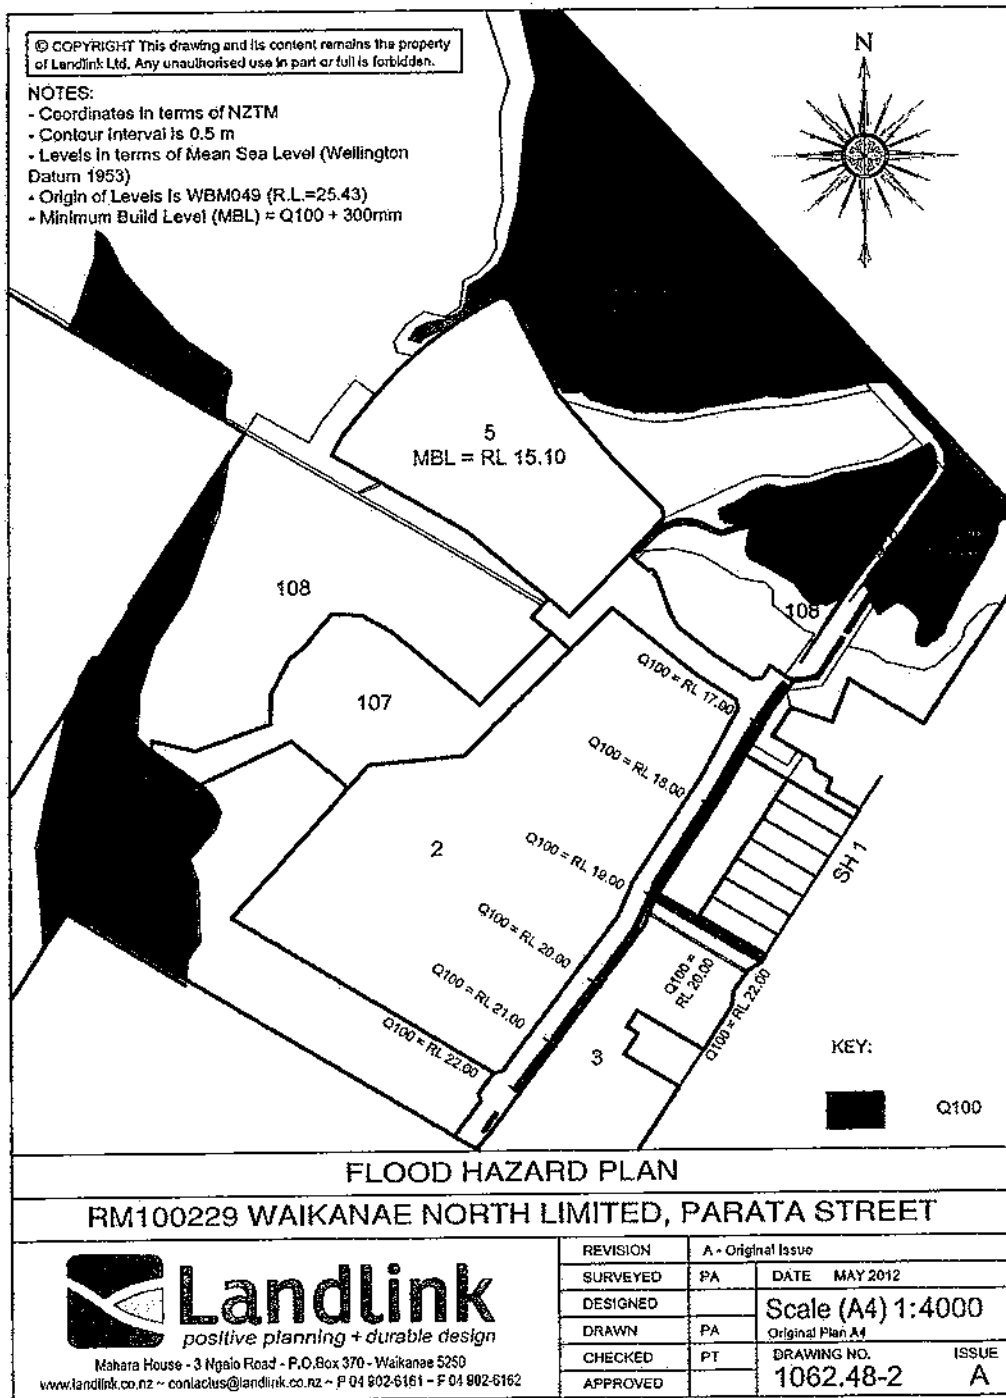 © COPYRIGHT This drawing and its content remains the property
of Landlink Ltd. Any unauthorised use in part or full is forbidden.
NOTES:
- Coordinates in terms of NZTM
- Contour interval is 0.5 m
- Levels in terms of Mean Sea Level (Wellington
Datum 1953)
- Origin of Levels is WBM049 (R.L.=25.43)
- Minimum Build Level (MBL) = Q100 + 300mm
N
5
MBL = RL 15.10
108
108
107
2
3
Q100 = RL 17.00
Q100 = RL 18.00
Q100 = RL 19.00
Q100 = RL 20.00
Q100 = RL 21.00
Q100 = RL 22.00
Q100 =
RL 20.00
Q100 = RL 22.00
SH 1
KEY:
Q100
FLOOD HAZARD PLAN
RM100229 WAIKANAE NORTH LIMITED, PARATA STREET
Landlink
positive planning + durable design
Mahara House - 3 Ngaio Road - P.O.Box 370 - Waikanae 5250
www.landlink.co.nz ~ contactus@landlink.co.nz ~ P 04 902-6161 ~ F 04 902-6162
REVISION A - Original Issue
SURVEYED PA DATE MAY 2012
DESIGNED Scale (A4) 1:4000
Original Plan A4
DRAWN PA
CHECKED PT DRAWING NO. ISSUE
APPROVED 1062.48-2 A